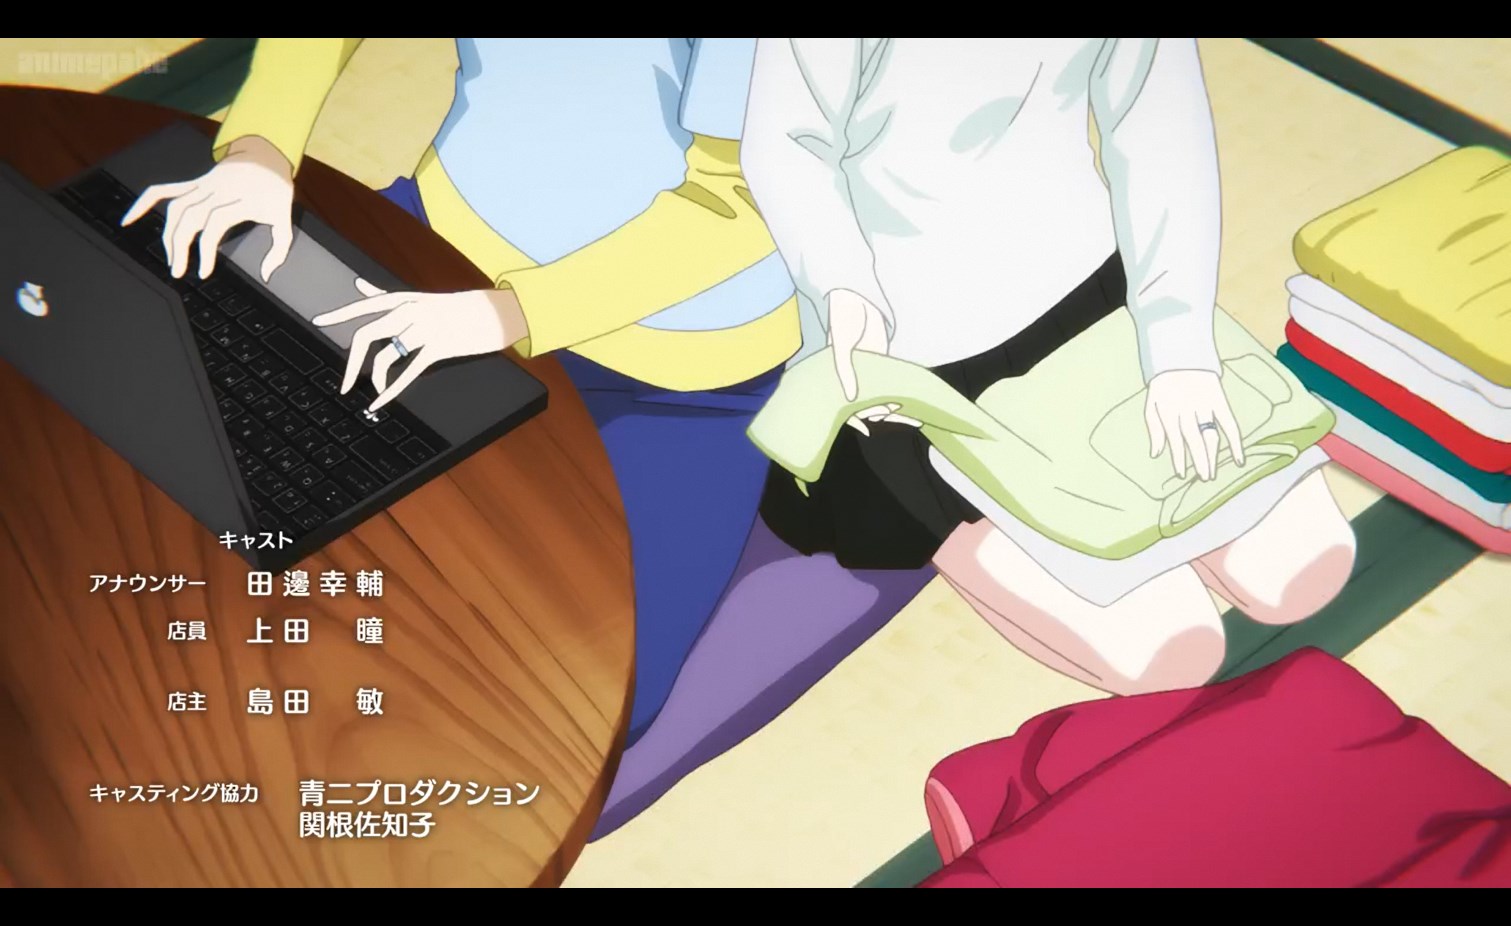 animepahe
キャスト
アナウンサー 田邊幸輔
店員 上田 瞳
店主 島田 敏
キャスティング協力 青二プロダクション
関根佐知子